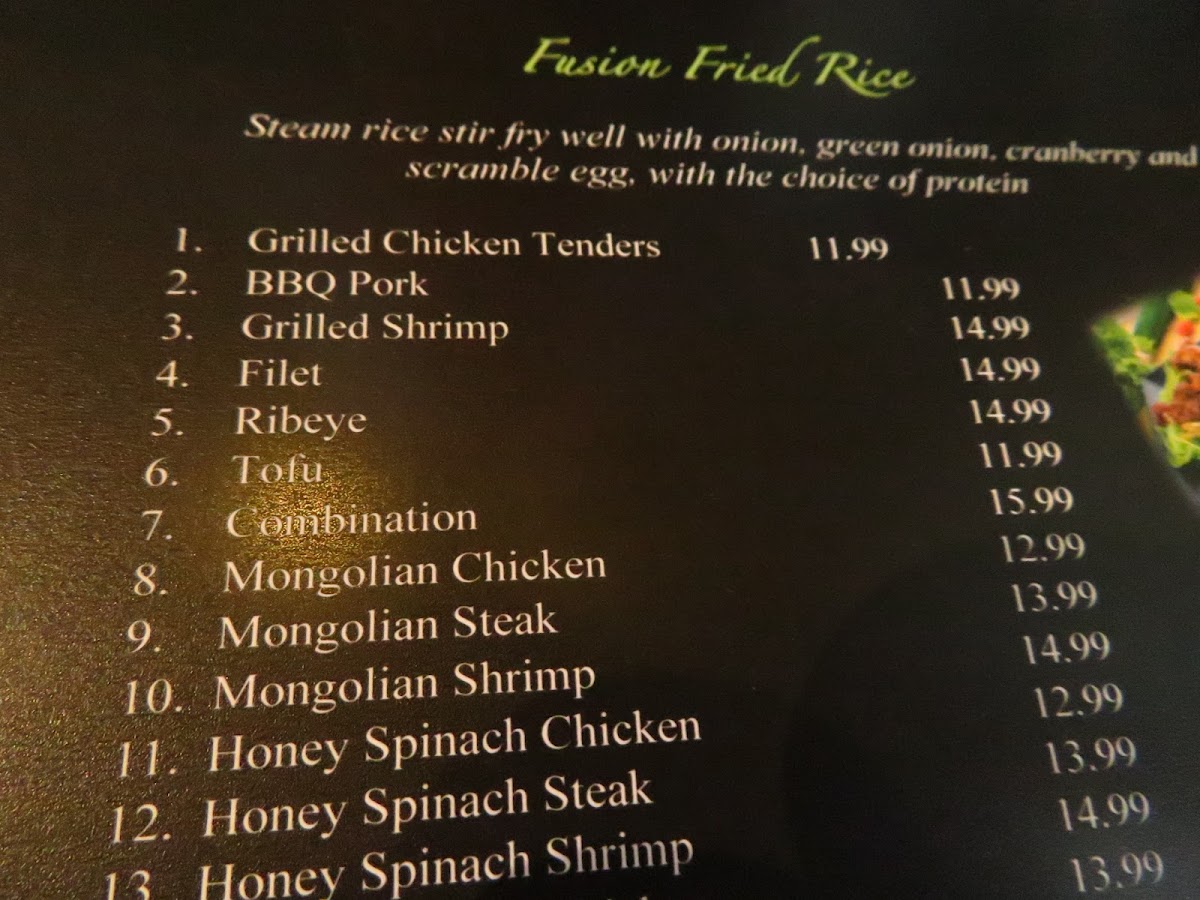 Fusion Fried Rice
Steam rice stir fry well with onion, green onion, cranberry and
scramble egg, with the choice of protein
1. Grilled Chicken Tenders 11.99
2. BBQ Pork 11.99
3. Grilled Shrimp 14.99
4. Filet 14.99
5. Ribeye 14.99
6. Tofu 11.99
7. Combination 15.99
8. Mongolian Chicken 12.99
9. Mongolian Steak 13.99
10. Mongolian Shrimp 14.99
11. Honey Spinach Chicken 12.99
12. Honey Spinach Steak 13.99
13. Honey Spinach Shrimp 14.99
13.99